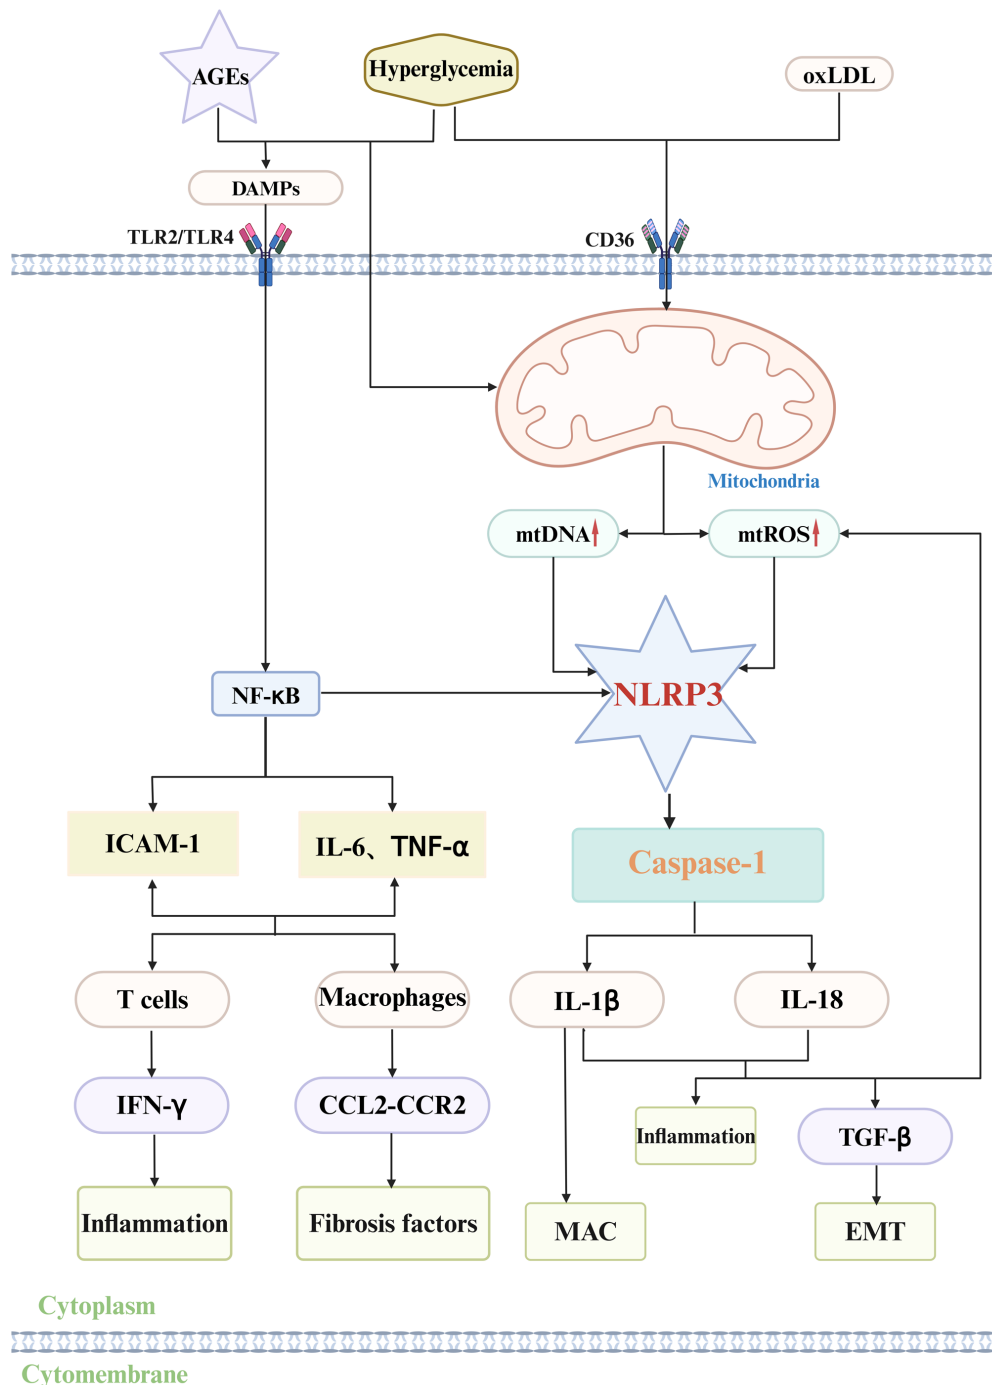 AGEs
Hyperglycemia
oxLDL
DAMPs
TLR2/TLR4
CD36
Mitochondria
mtDNA
mtROS
NF-κB
NLRP3
ICAM-1
IL-6、TNF-α
Caspase-1
T cells
Macrophages
IL-1β
IL-18
IFN-γ
CCL2-CCR2
Inflammation
TGF-β
Inflammation
Fibrosis factors
MAC
EMT
Cytoplasm
Cytomembrane